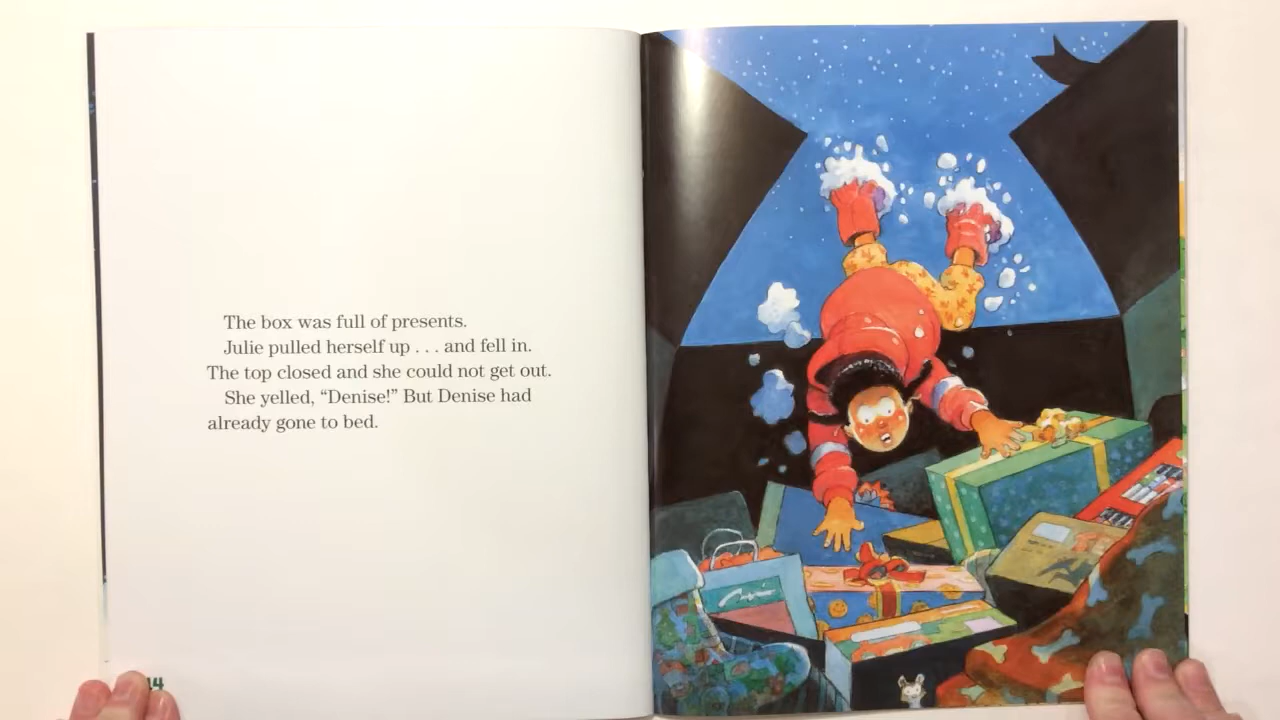 The box was full of presents.
Julie pulled herself up . . . and fell in.
The top closed and she could not get out.
She yelled, “Denise!” But Denise had
already gone to bed.
14